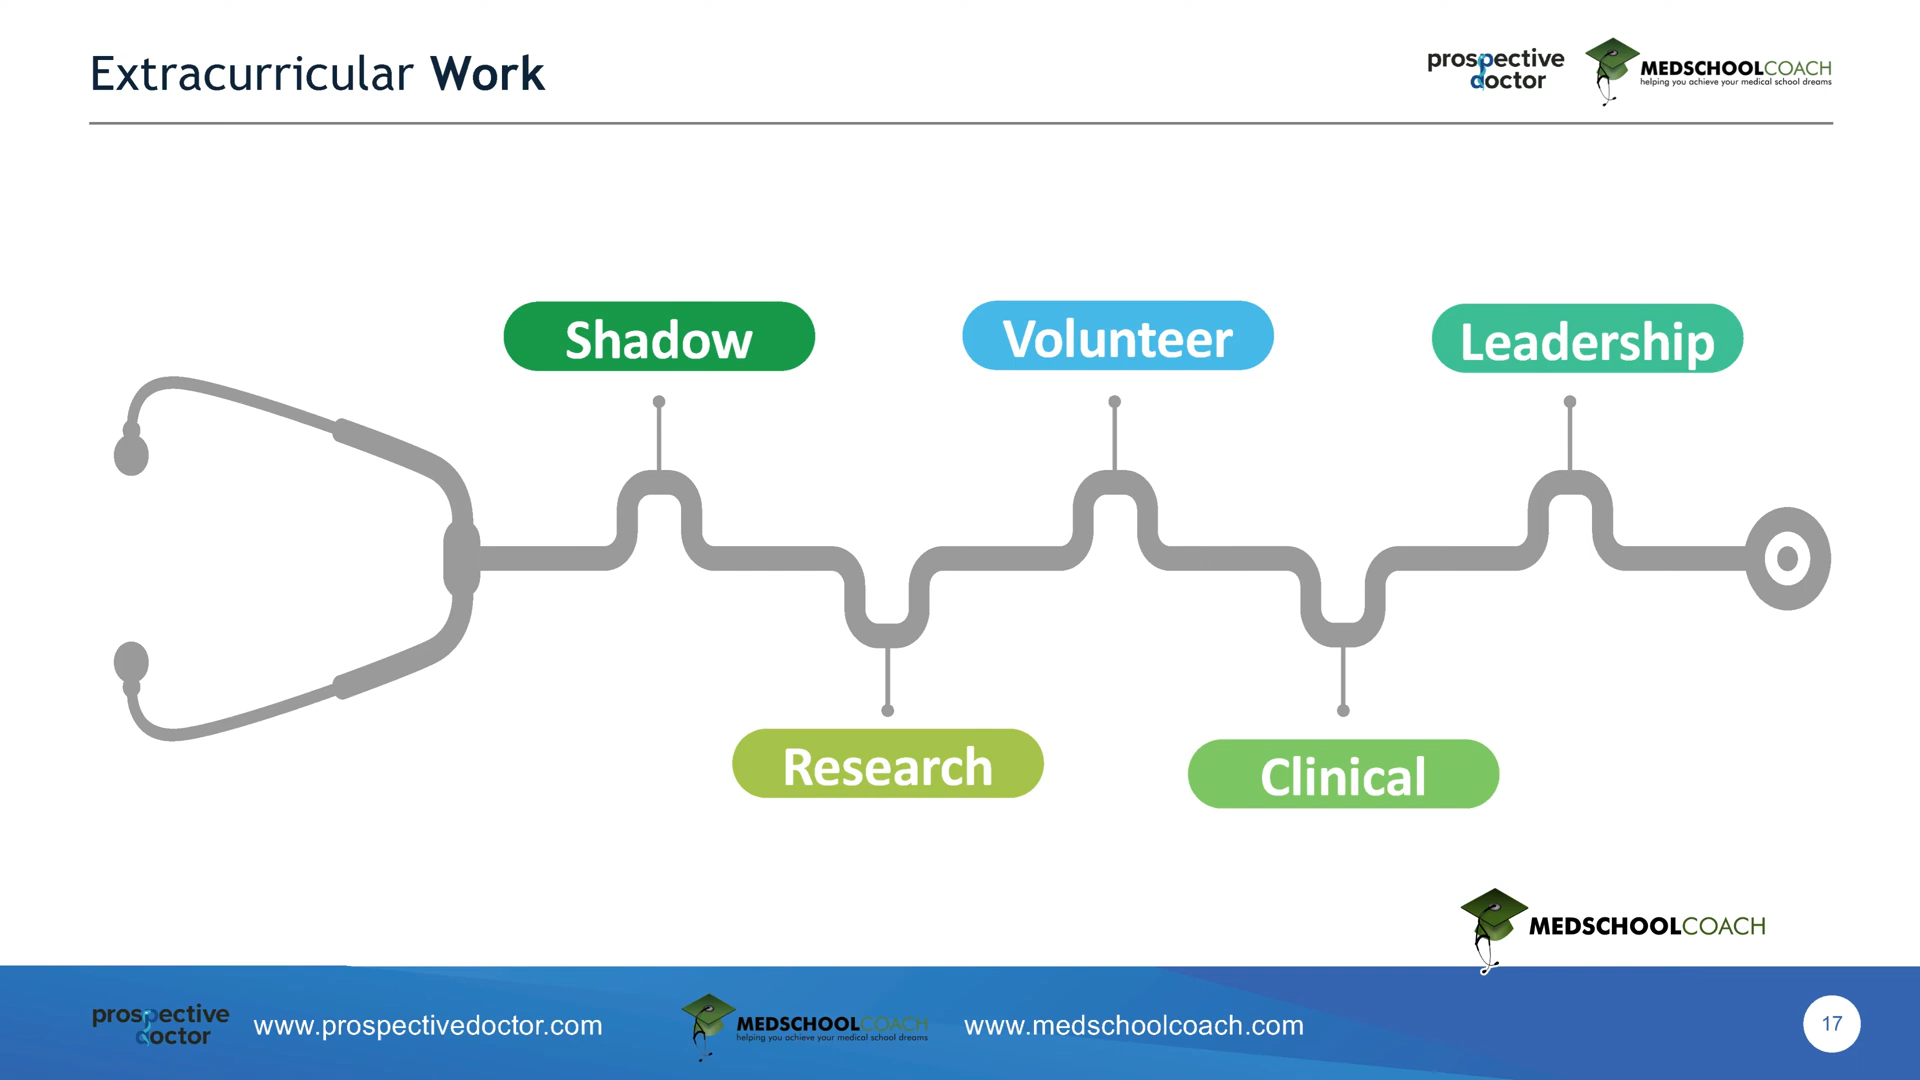 Extracurricular Work
prospective
doctor
MEDSCHOOLCOACH
helping you achieve your medical school dreams
Shadow
Volunteer
Leadership
Research
Clinical
MEDSCHOOLCOACH
prospective
doctor
www.prospectivedoctor.com
MEDSCHOOLCOACH
helping you achieve your medical school dreams
www.medschoolcoach.com
17